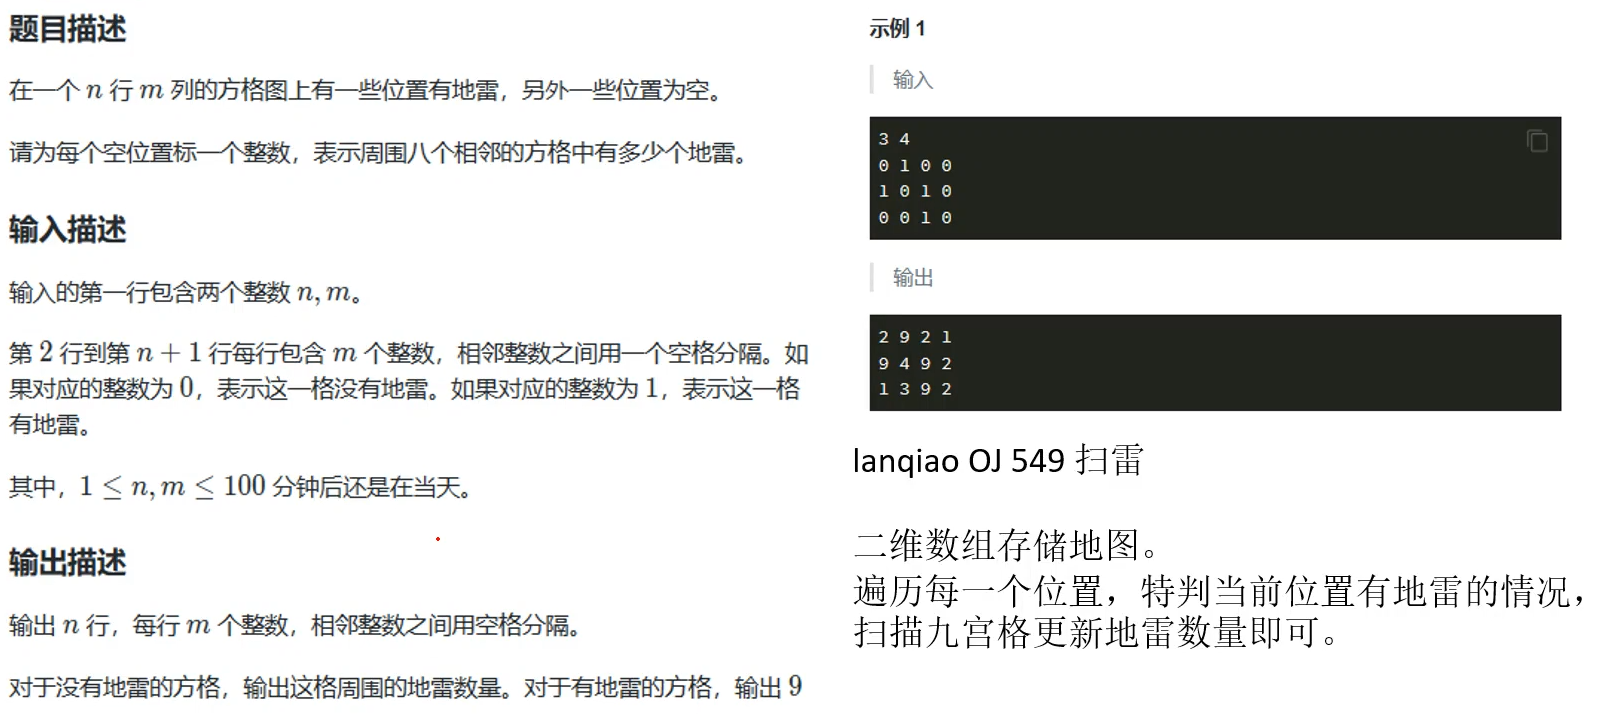 题目描述
在一个 n 行 m 列的方格图上有一些位置有地雷，另外一些位置为空。
请为每个空位置标一个整数，表示周围八个相邻的方格中有多少个地雷。
输入描述
输入的第一行包含两个整数 n, m。
第 2 行到第 n + 1 行每行包含 m 个整数，相邻整数之间用一个空格分隔。如
果对应的整数为 0，表示这一格没有地雷。如果对应的整数为 1，表示这一格
有地雷。
其中，1 ≤ n, m ≤ 100 分钟后还是在当天。
输出描述
输出 n 行，每行 m 个整数，相邻整数之间用空格分隔。
对于没有地雷的方格，输出这格周围的地雷数量。对于有地雷的方格，输出 9
示例 1
输入
3 4
0 1 0 0
1 0 1 0
0 0 1 0
输出
2 9 2 1
9 4 9 2
1 3 9 2
lanqiao OJ 549 扫雷
二维数组存储地图。
遍历每一个位置，特判当前位置有地雷的情况，
扫描九宫格更新地雷数量即可。